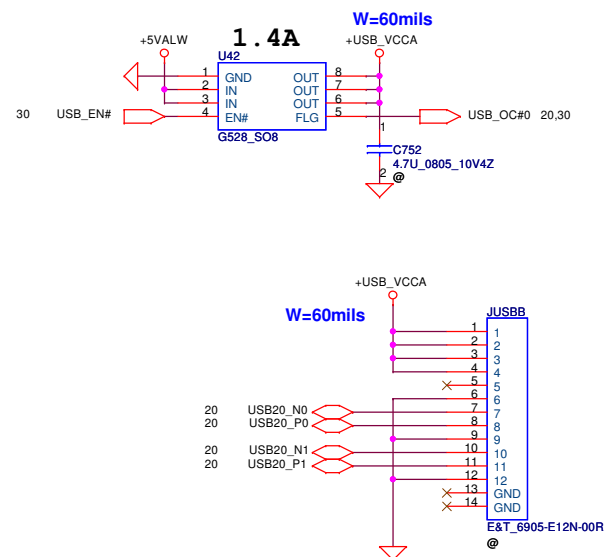 W=60mils
+5VALW 1.4A +USB_VCCA
U42
1 GND OUT 8
2 IN OUT 7
3 IN OUT 6
30 USB_EN# 4 EN# FLG 5 USB_OC#0 20,30
G528_SO8
1
C752
4.7U_0805_10V4Z
2 @
+USB_VCCA
W=60mils
JUSBB
1 1
2 2
3 3
4 4
5 5
6 6
20 USB20_N0 7 7
20 USB20_P0 8 8
9 9
20 USB20_N1 10 10
20 USB20_P1 11 11
12 12
13 GND
14 GND
E&T_6905-E12N-00R
@